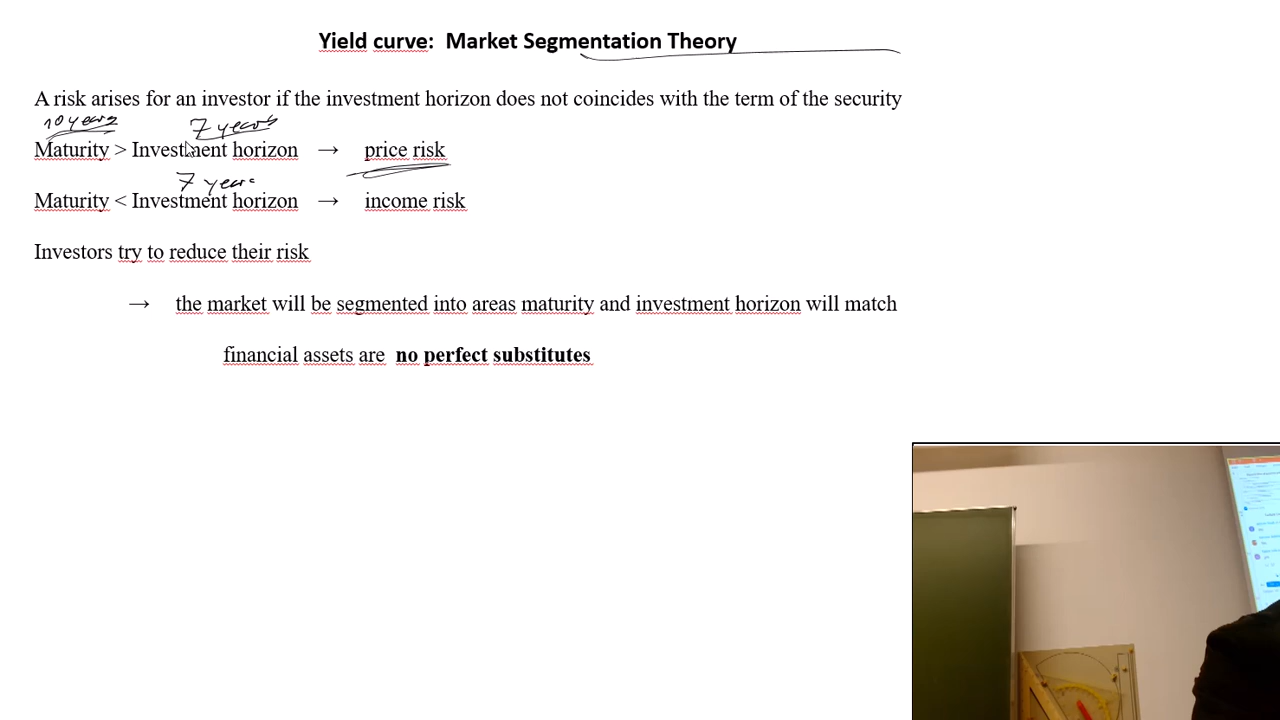 Yield curve: Market Segmentation Theory
A risk arises for an investor if the investment horizon does not coincides with the term of the security
10 years 7 years
Maturity > Investment horizon → price risk
7 years
Maturity < Investment horizon → income risk
Investors try to reduce their risk
→ the market will be segmented into areas maturity and investment horizon will match
financial assets are no perfect substitutes